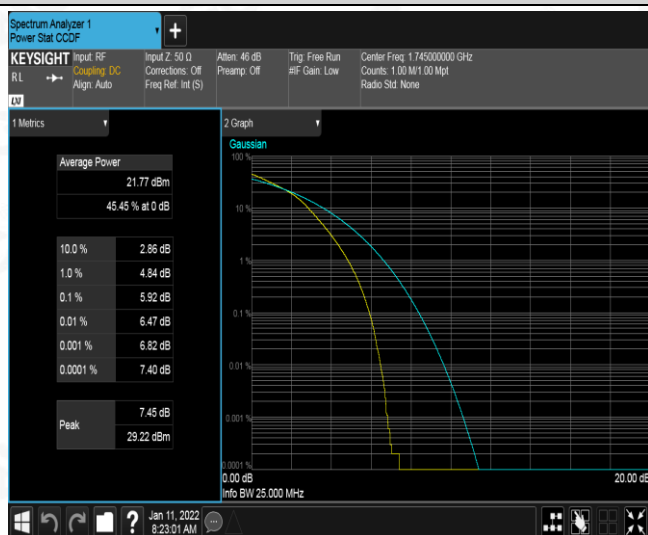 Spectrum Analyzer 1
Power Stat CCDF
+
KEYSIGHT
RL
LXI
Input: RF
Coupling: DC
Align: Auto
Input Z: 50 Ω
Corrections: Off
Freq Ref: Int (S)
Atten: 46 dB
Preamp: Off
Trig: Free Run
#IF Gain: Low
Center Freq: 1.745000000 GHz
Counts: 1.00 M/1.00 Mpt
Radio Std: None
1 Metrics
Average Power
21.77 dBm
45.45 % at 0 dB
10.0 % 2.86 dB
1.0 % 4.84 dB
0.1 % 5.92 dB
0.01 % 6.47 dB
0.001 % 6.82 dB
0.0001 % 7.40 dB
Peak
7.45 dB
29.22 dBm
2 Graph
Gaussian
100 %
10 %
1 %
0.1 %
0.01 %
0.001 %
0.0001 %
0.00 dB 20.00 dB
Info BW 25.000 MHz
?
Jan 11, 2022
8:23:01 AM